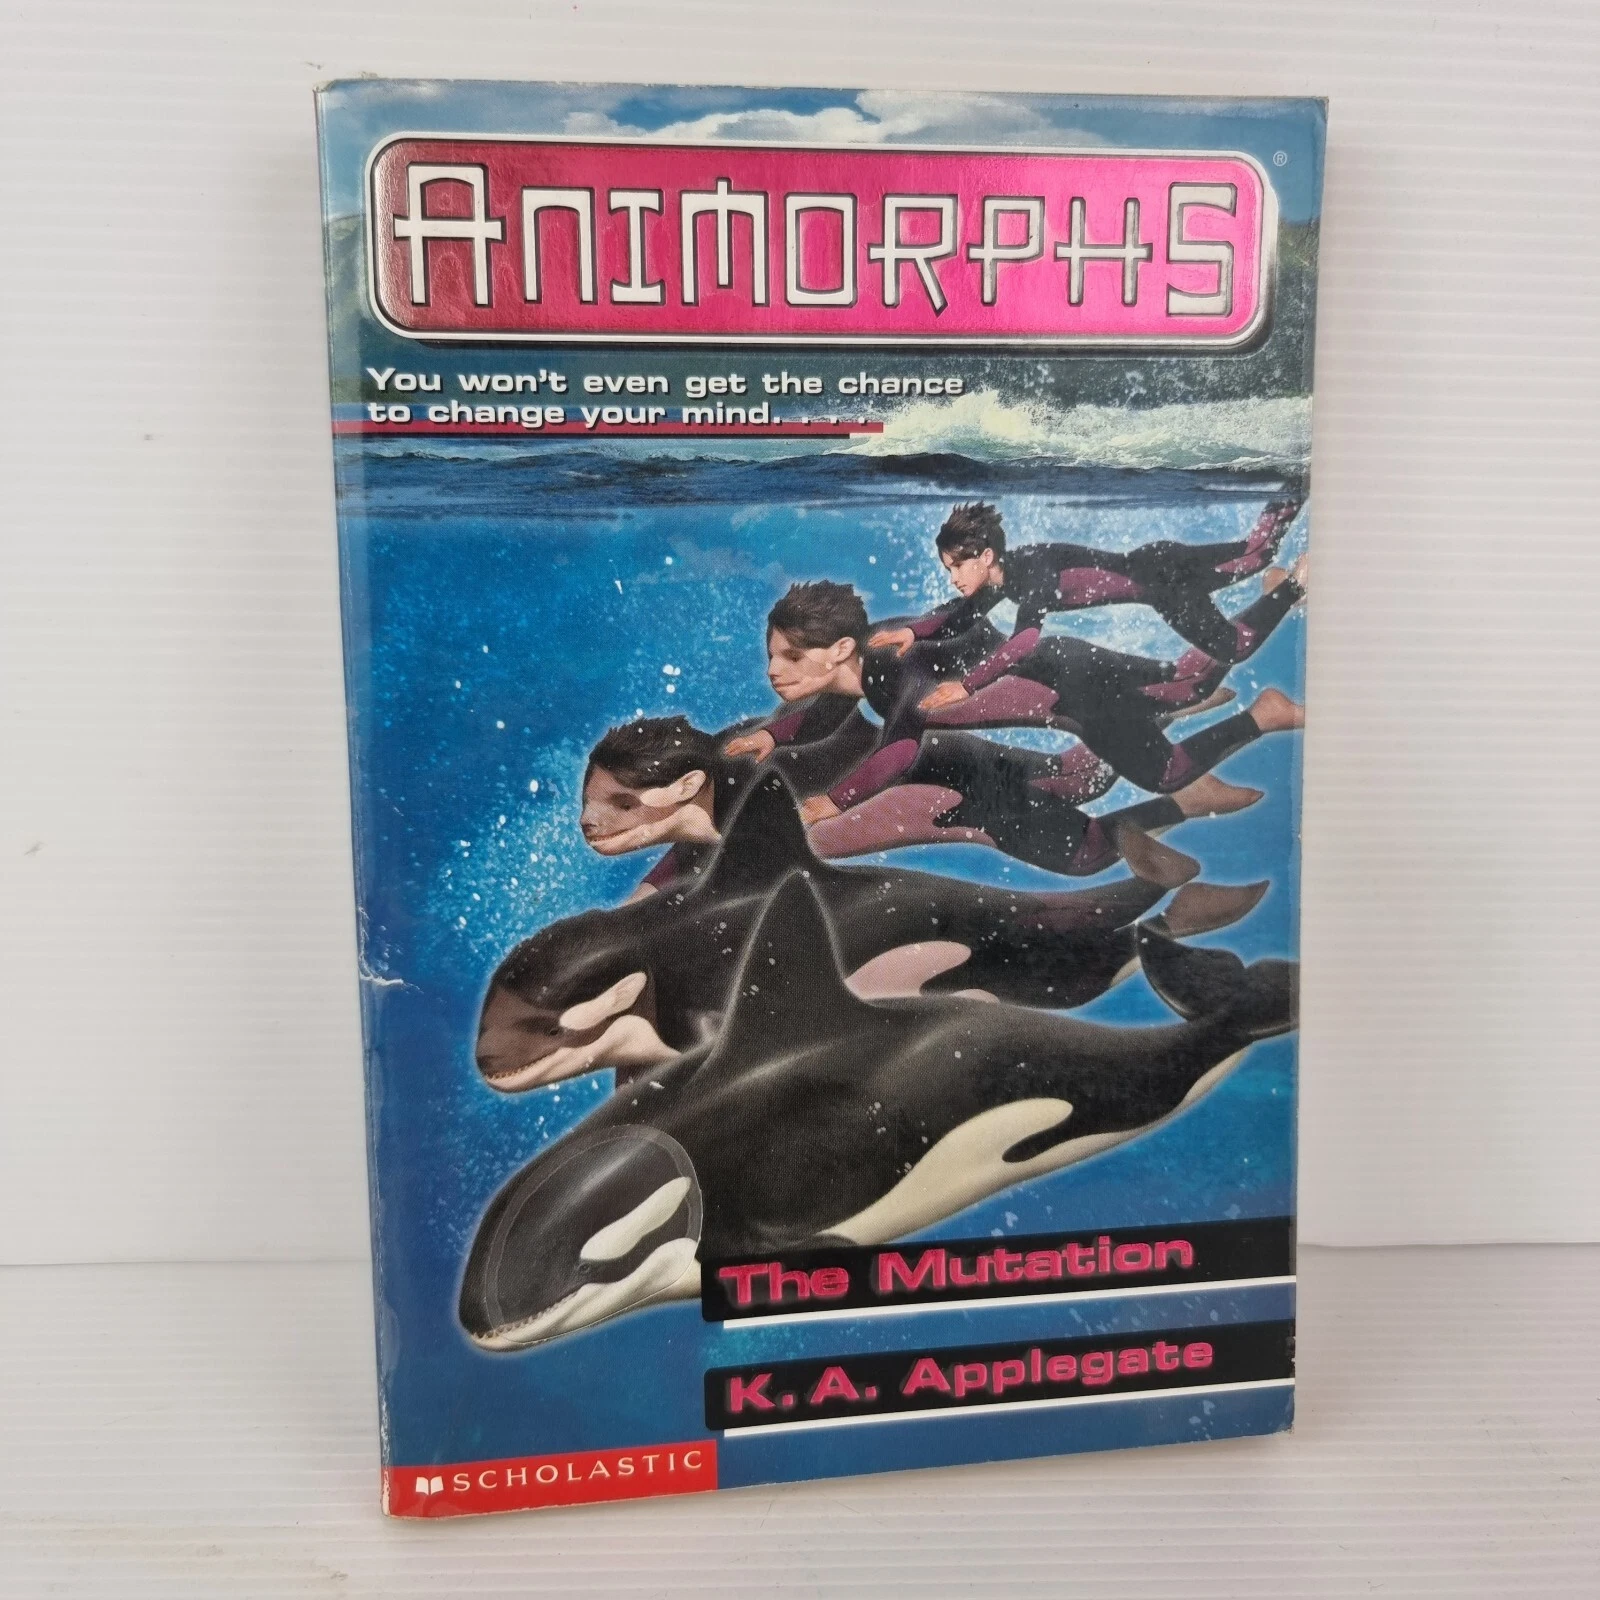 ANIMORPHS ®
You won't even get the chance
to change your mind. . . .
The Mutation
K. A. Applegate
SCHOLASTIC